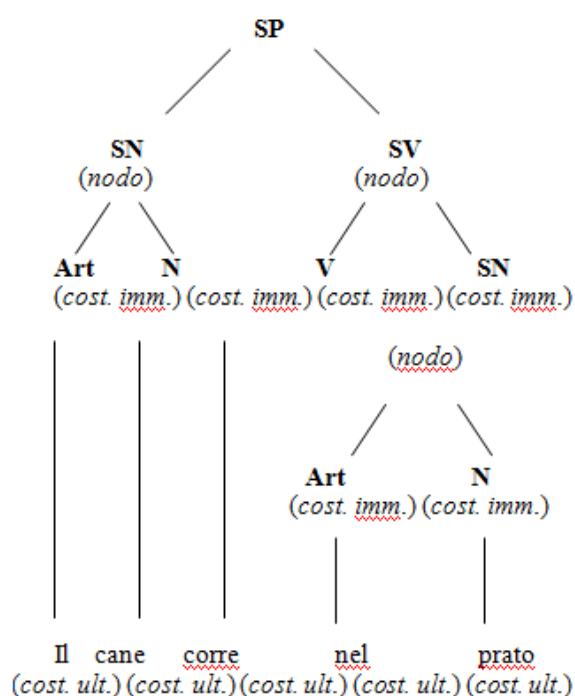 SP
SN SV
(nodo) (nodo)
Art N V SN
(cost. imm.) (cost. imm.) (cost. imm.) (cost. imm.)
(nodo)
Art N
(cost. imm.) (cost. imm.)
Il cane corre nel prato
(cost. ult.) (cost. ult.) (cost. ult.) (cost. ult.) (cost. ult.)